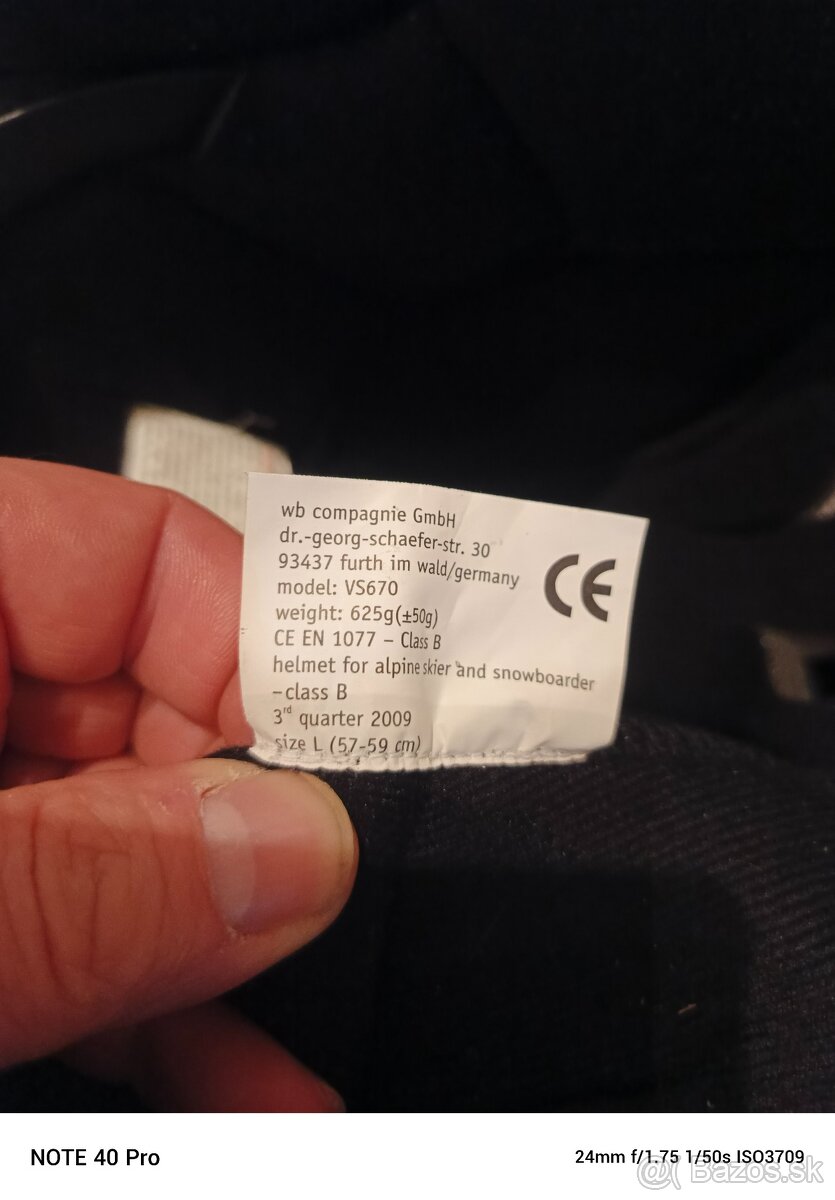 wb compagnie GmbH
dr.-georg-schaefer-str. 30
93437 furth im wald/germany
model: VS670
weight: 625g(±50g)
CE EN 1077 – Class B
helmet for alpine skier and snowboarder
–class B
3rd quarter 2009
size L (57-59 cm)
CE
NOTE 40 Pro
24mm f/1.75 1/50s ISO3709
@( Bazos.sk